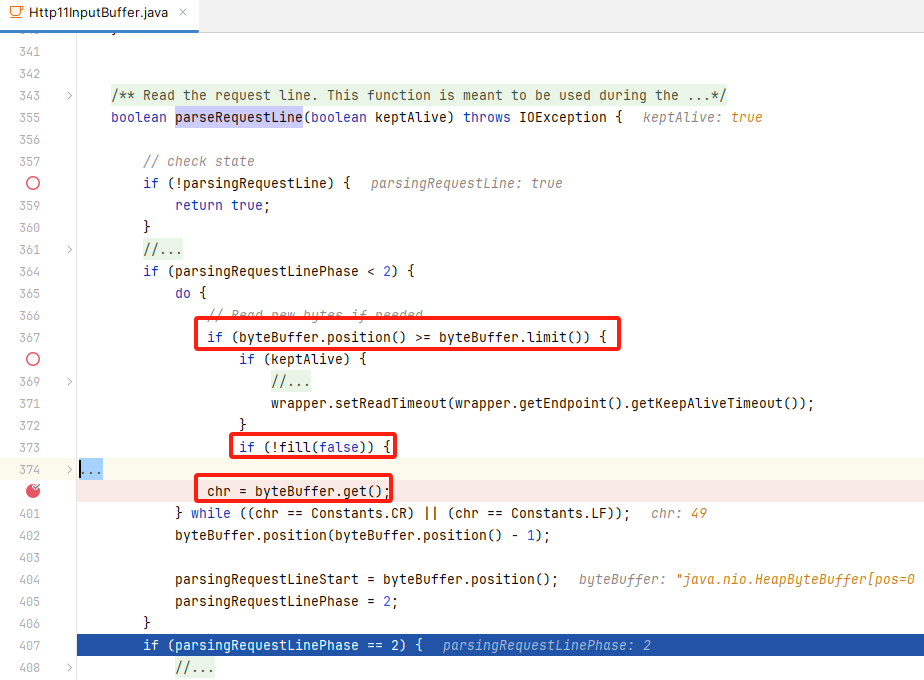 Http11InputBuffer.java ×
341
342
343 /** Read the request line. This function is meant to be used during the ...*/
355 boolean parseRequestLine(boolean keptAlive) throws IOException { keptAlive: true
356
357 // check state
if (!parsingRequestLine) { parsingRequestLine: true
359 return true;
360 }
361 //...
364 if (parsingRequestLinePhase < 2) {
365 do {
366 // Read new bytes if needed
367 if (byteBuffer.position() >= byteBuffer.limit()) {
if (keptAlive) {
369 //...
371 wrapper.setReadTimeout(wrapper.getEndpoint().getKeepAliveTimeout());
372 }
373 if (!fill(false)) {
374 ...
chr = byteBuffer.get();
401 } while ((chr == Constants.CR) || (chr == Constants.LF)); chr: 49
402 byteBuffer.position(byteBuffer.position() - 1);
403
404 parsingRequestLineStart = byteBuffer.position(); byteBuffer: "java.nio.HeapByteBuffer[pos=0
405 parsingRequestLinePhase = 2;
406 }
407 if (parsingRequestLinePhase == 2) { parsingRequestLinePhase: 2
408 //...